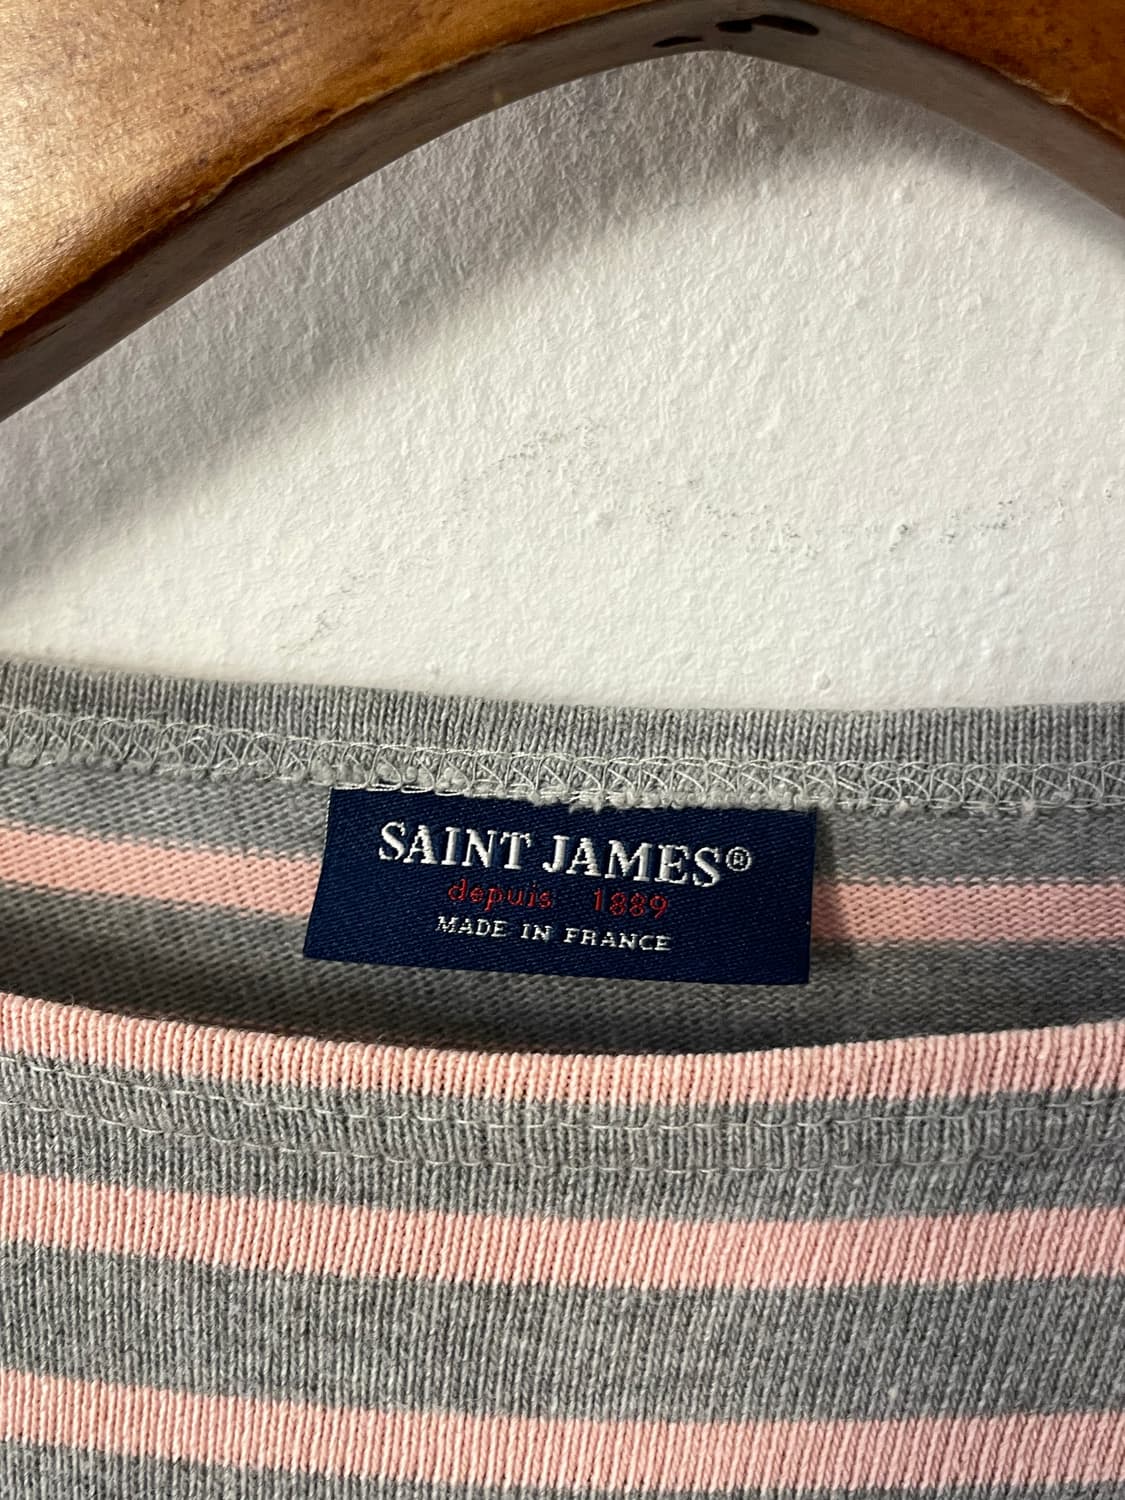 SAINT JAMES®
depuis 1889
MADE IN FRANCE